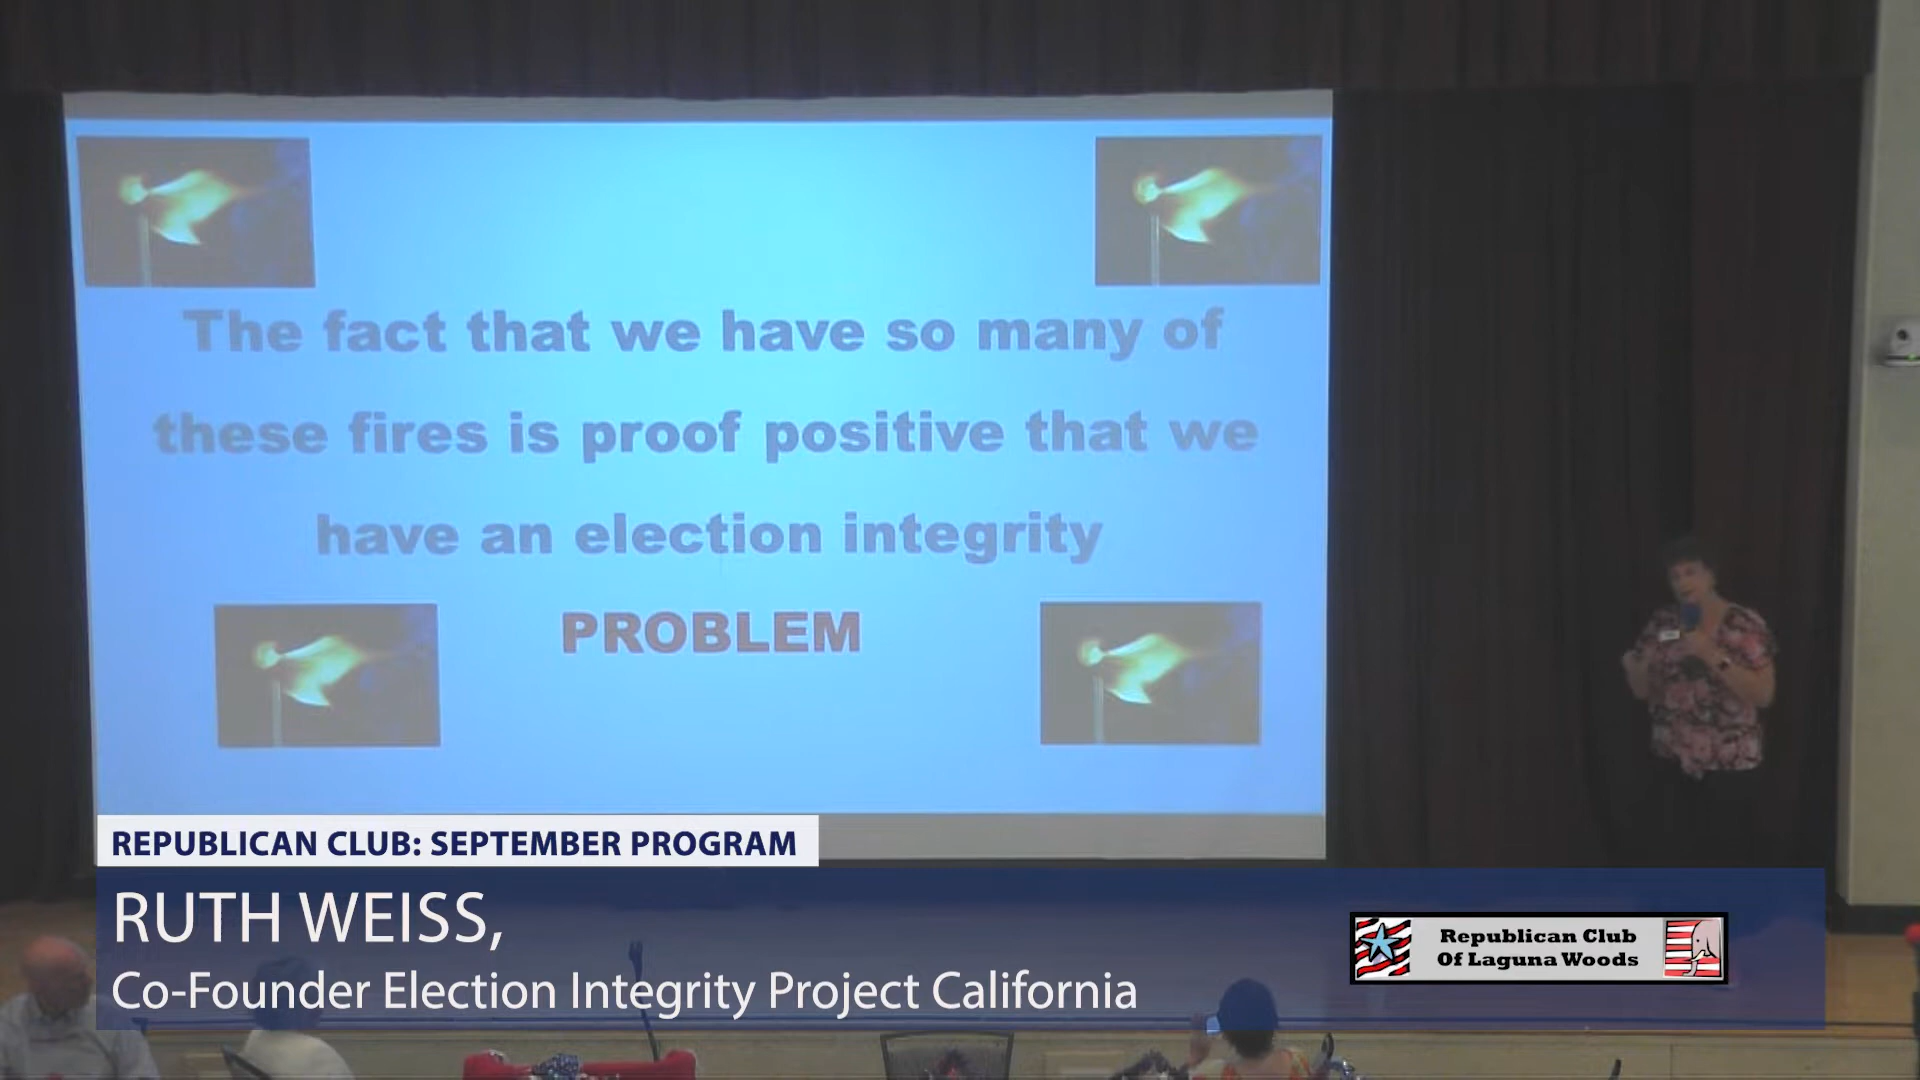 The fact that we have so many of
these fires is proof positive that we
have an election integrity
PROBLEM
REPUBLICAN CLUB: SEPTEMBER PROGRAM
RUTH WEISS,
Co-Founder Election Integrity Project California
Republican Club
Of Laguna Woods